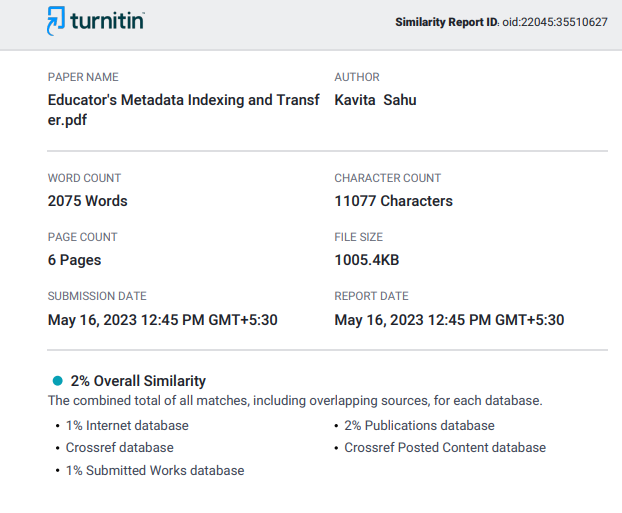 turnitin
Similarity Report ID: oid:22045:35510627
PAPER NAME
Educator's Metadata Indexing and Transf
er.pdf
AUTHOR
Kavita Sahu
WORD COUNT
2075 Words
CHARACTER COUNT
11077 Characters
PAGE COUNT
6 Pages
FILE SIZE
1005.4KB
SUBMISSION DATE
May 16, 2023 12:45 PM GMT+5:30
REPORT DATE
May 16, 2023 12:45 PM GMT+5:30
2% Overall Similarity
The combined total of all matches, including overlapping sources, for each database.
• 1% Internet database
• 2% Publications database
• Crossref database
• Crossref Posted Content database
• 1% Submitted Works database